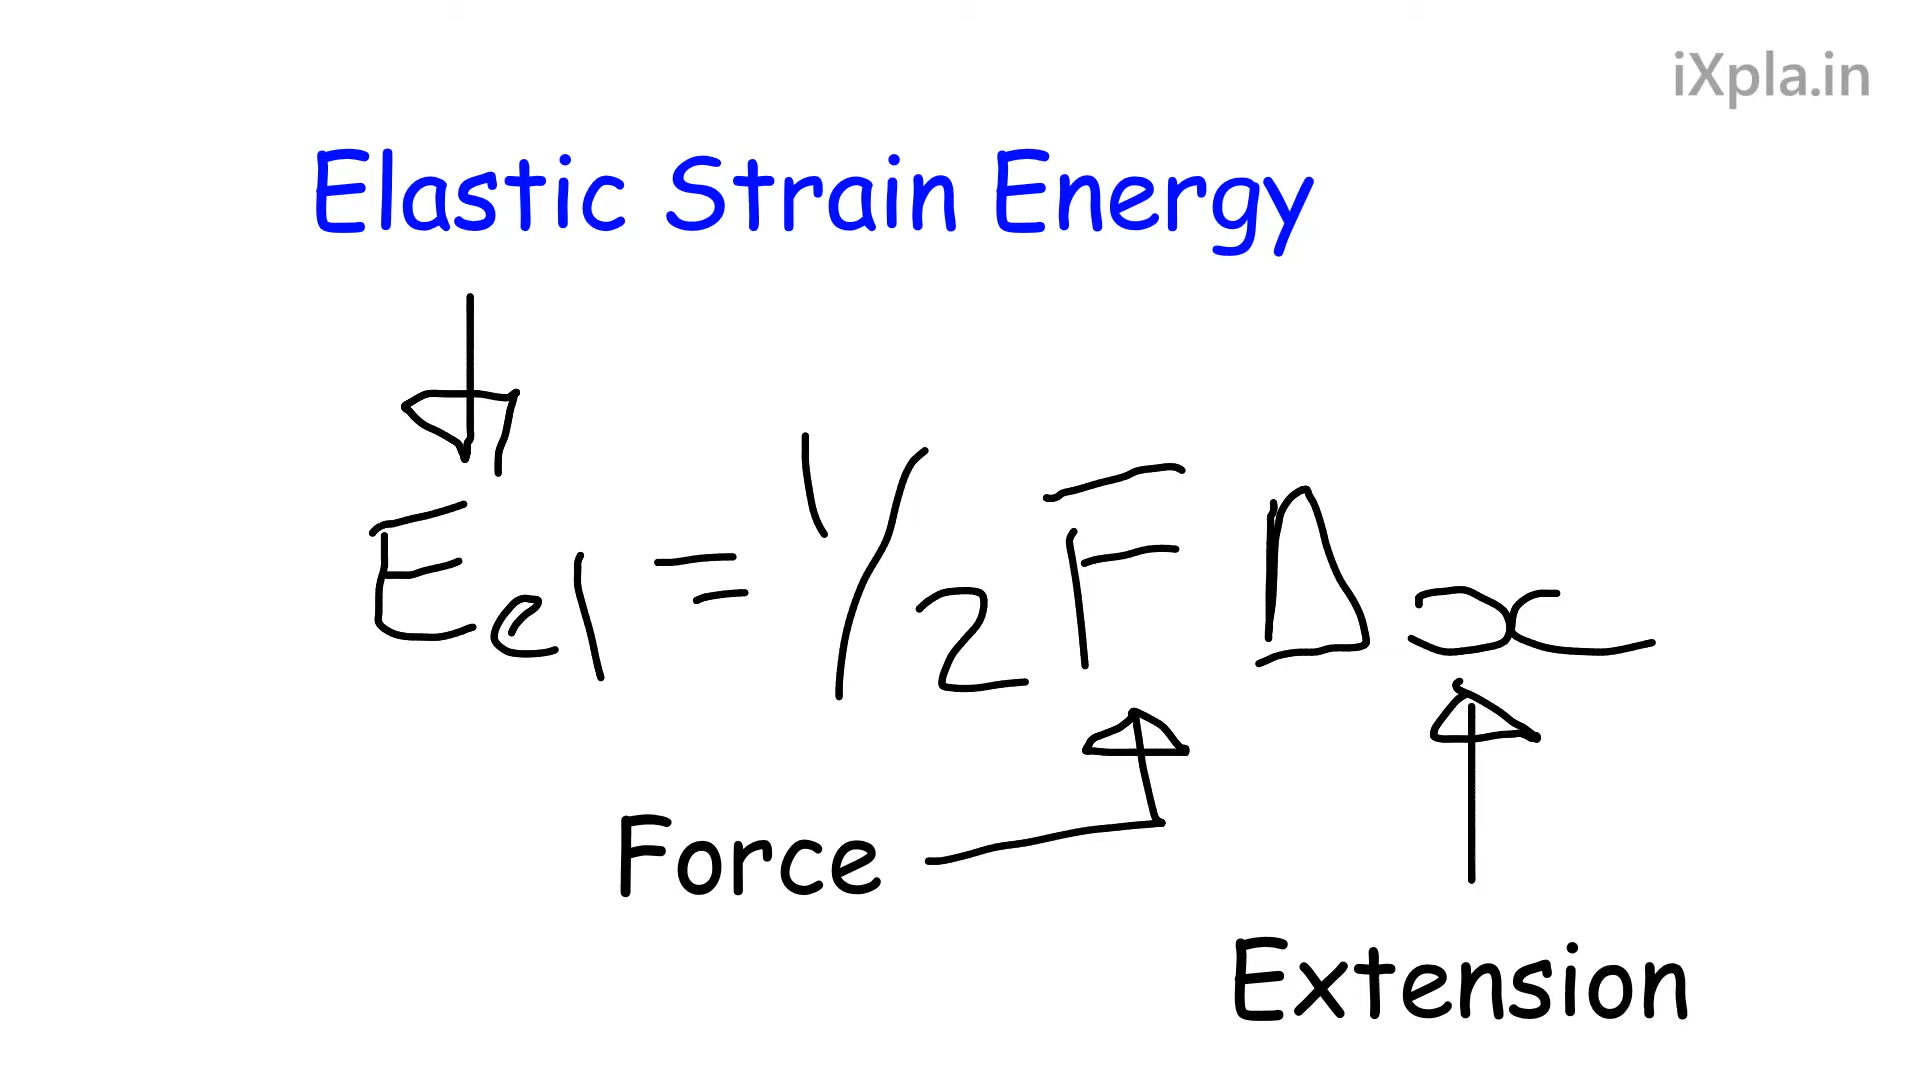 iXpla.in
Elastic Strain Energy
Eel = 1/2 F Δx
Force
Extension